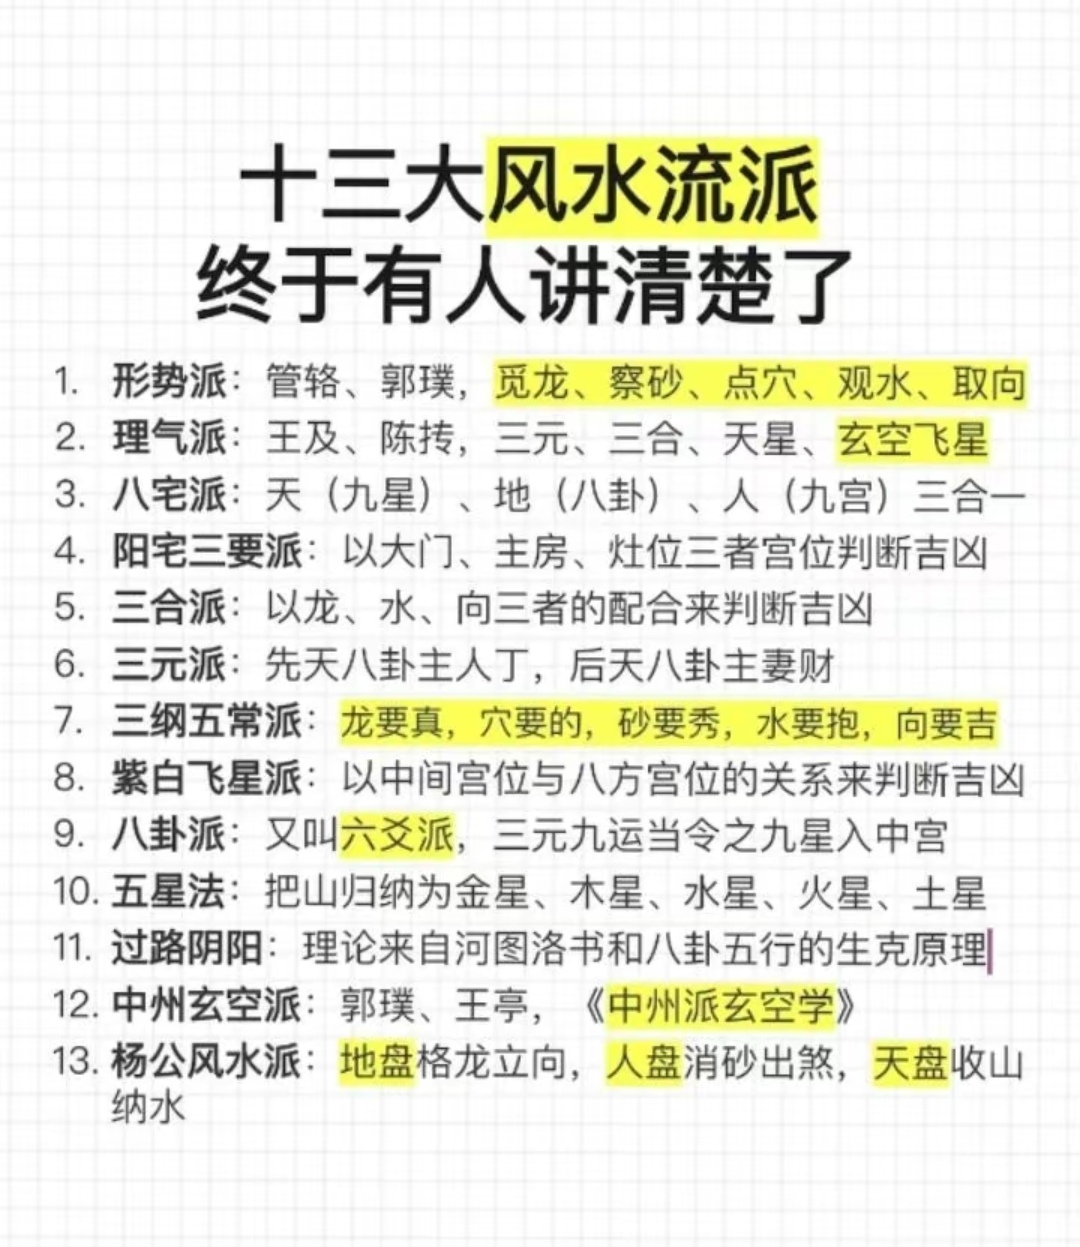 十三大风水流派
终于有人讲清楚了
1. 形势派：管辂、郭璞，觅龙、察砂、点穴、观水、取向
2. 理气派：王及、陈抟，三元、三合、天星、玄空飞星
3. 八宅派：天（九星）、地（八卦）、人（九宫）三合一
4. 阳宅三要派：以大门、主房、灶位三者宫位判断吉凶
5. 三合派：以龙、水、向三者的配合来判断吉凶
6. 三元派：先天八卦主人丁，后天八卦主妻财
7. 三纲五常派：龙要真，穴要的，砂要秀，水要抱，向要吉
8. 紫白飞星派：以中间宫位与八方宫位的关系来判断吉凶
9. 八卦派：又叫六爻派，三元九运当令之九星入中宫
10. 五星法：把山归纳为金星、木星、水星、火星、土星
11. 过路阴阳：理论来自河图洛书和八卦五行的生克原理
12. 中州玄空派：郭璞、王亭，《中州派玄空学》
13. 杨公风水派：地盘格龙立向，人盘消砂出煞，天盘收山
纳水